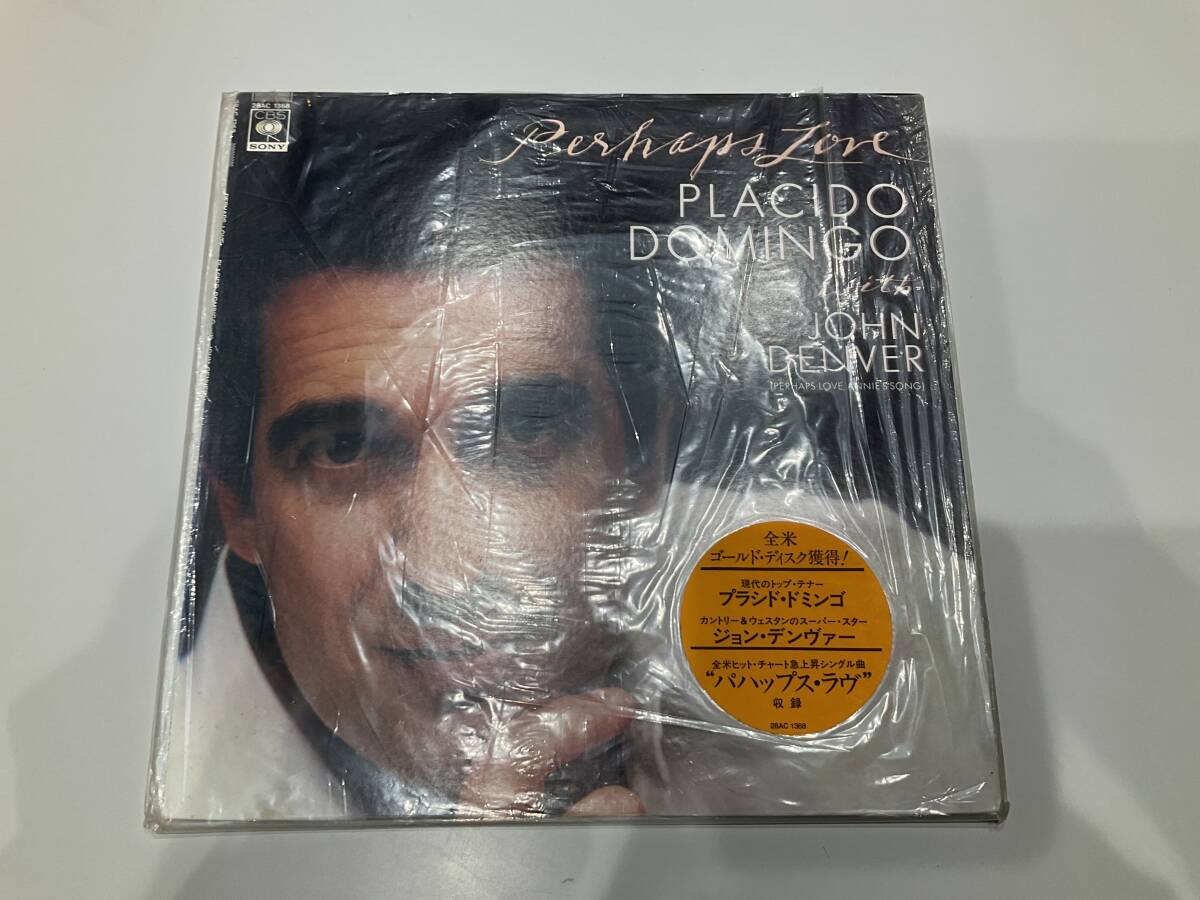 28AC 1368
CBS
SONY
Perhaps Love
PLACIDO
DOMINGO
with
JOHN
DENVER
(PERHAPS LOVE, ANNIE'S SONG)
全米
ゴールド・ディスク獲得!
現代のトップ・テナー
プラシド・ドミンゴ
カントリー&ウェスタンのスーパー・スター
ジョン・デンヴァー
全米ヒット・チャート急上昇シングル曲
“パハップス・ラヴ”
収録
28AC 1368